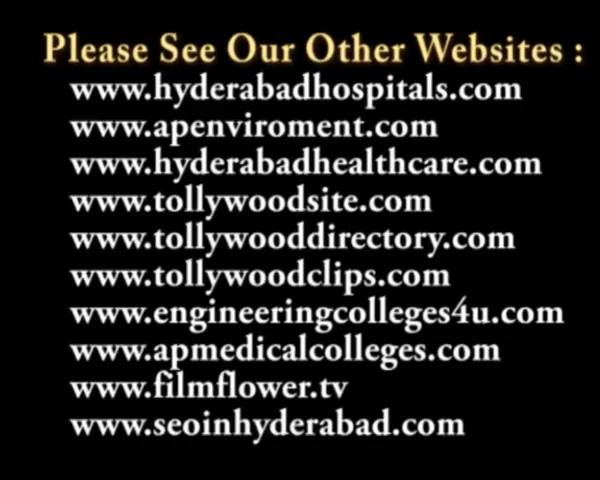 Please See Our Other Websites :
www.hyderabadhospitals.com
www.apenviroment.com
www.hyderabadhealthcare.com
www.tollywoodsite.com
www.tollywooddirectory.com
www.tollywoodclips.com
www.engineeringcolleges4u.com
www.apmedicalcolleges.com
www.filmflower.tv
www.seoinhyderabad.com